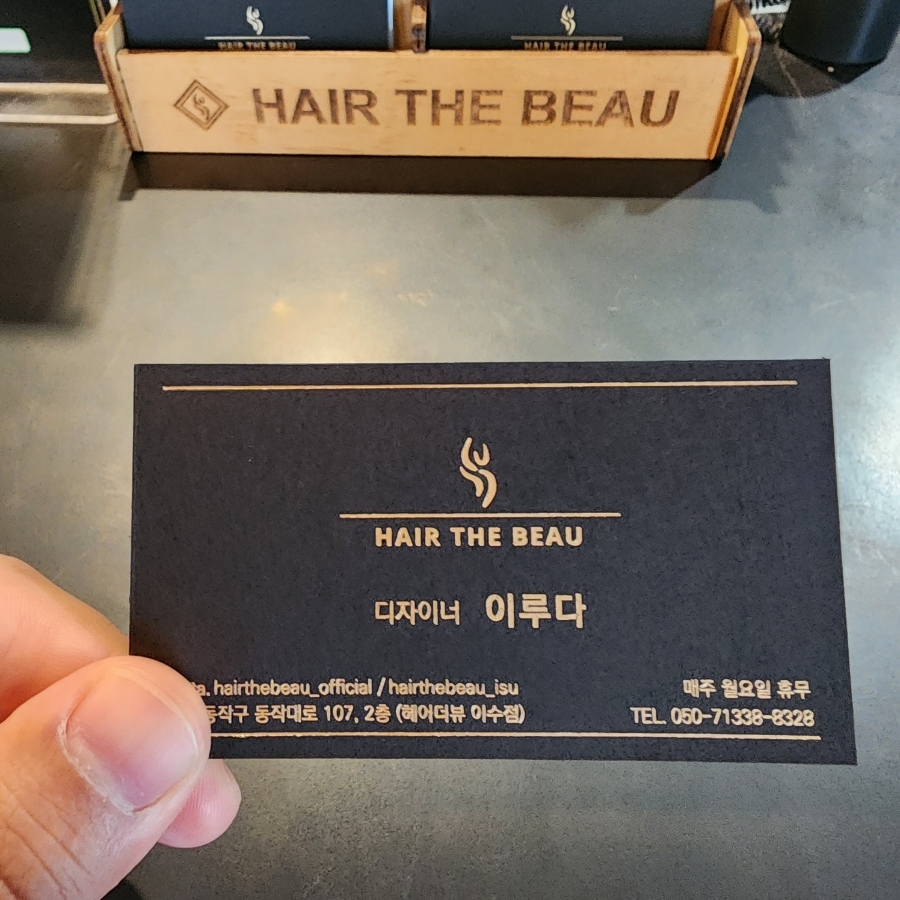 HAIR THE BEAU
HAIR THE BEAU
HAIR THE BEAU
HAIR THE BEAU
디자이너 이루다
hairthebeau_official / hairthebeau_isu
매주 월요일 휴무
동작구 동작대로 107, 2층 (헤어더뷰 이수점)
TEL. 050-71338-8328